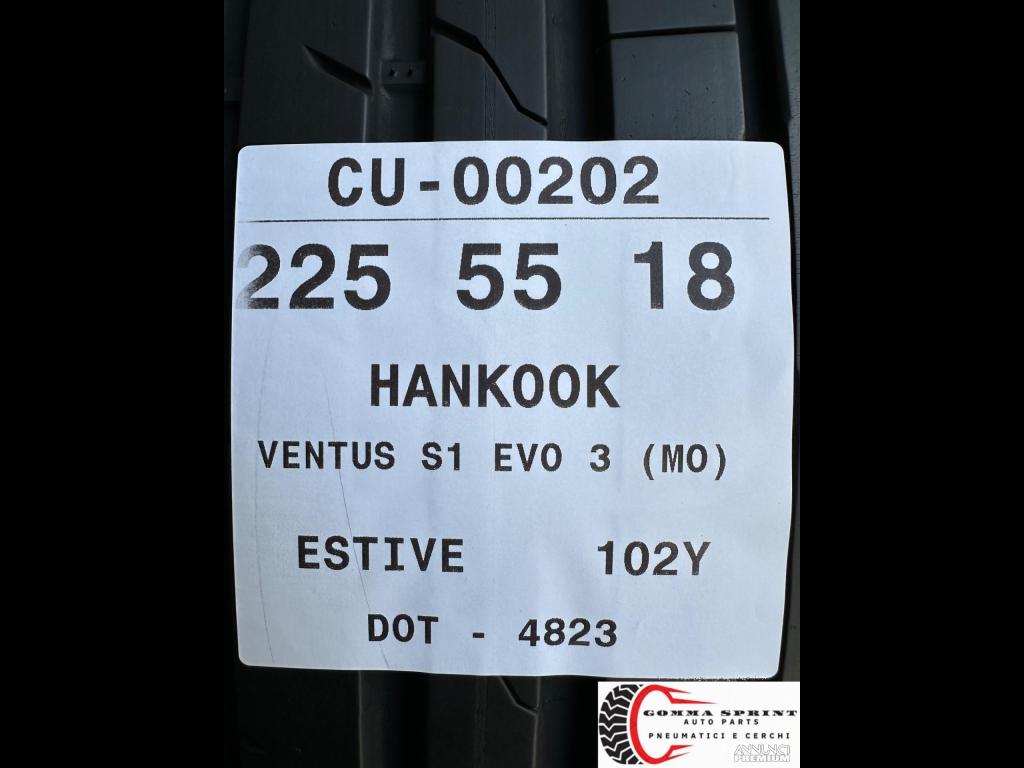 CU-00202
225 55 18
HANKOOK
VENTUS S1 EVO 3 (MO)
ESTIVE 102Y
DOT - 4823
GOMMA SPRINT
AUTO PARTS
PNEUMATICI E CERCHI
ANNUNCI
PREMIUM